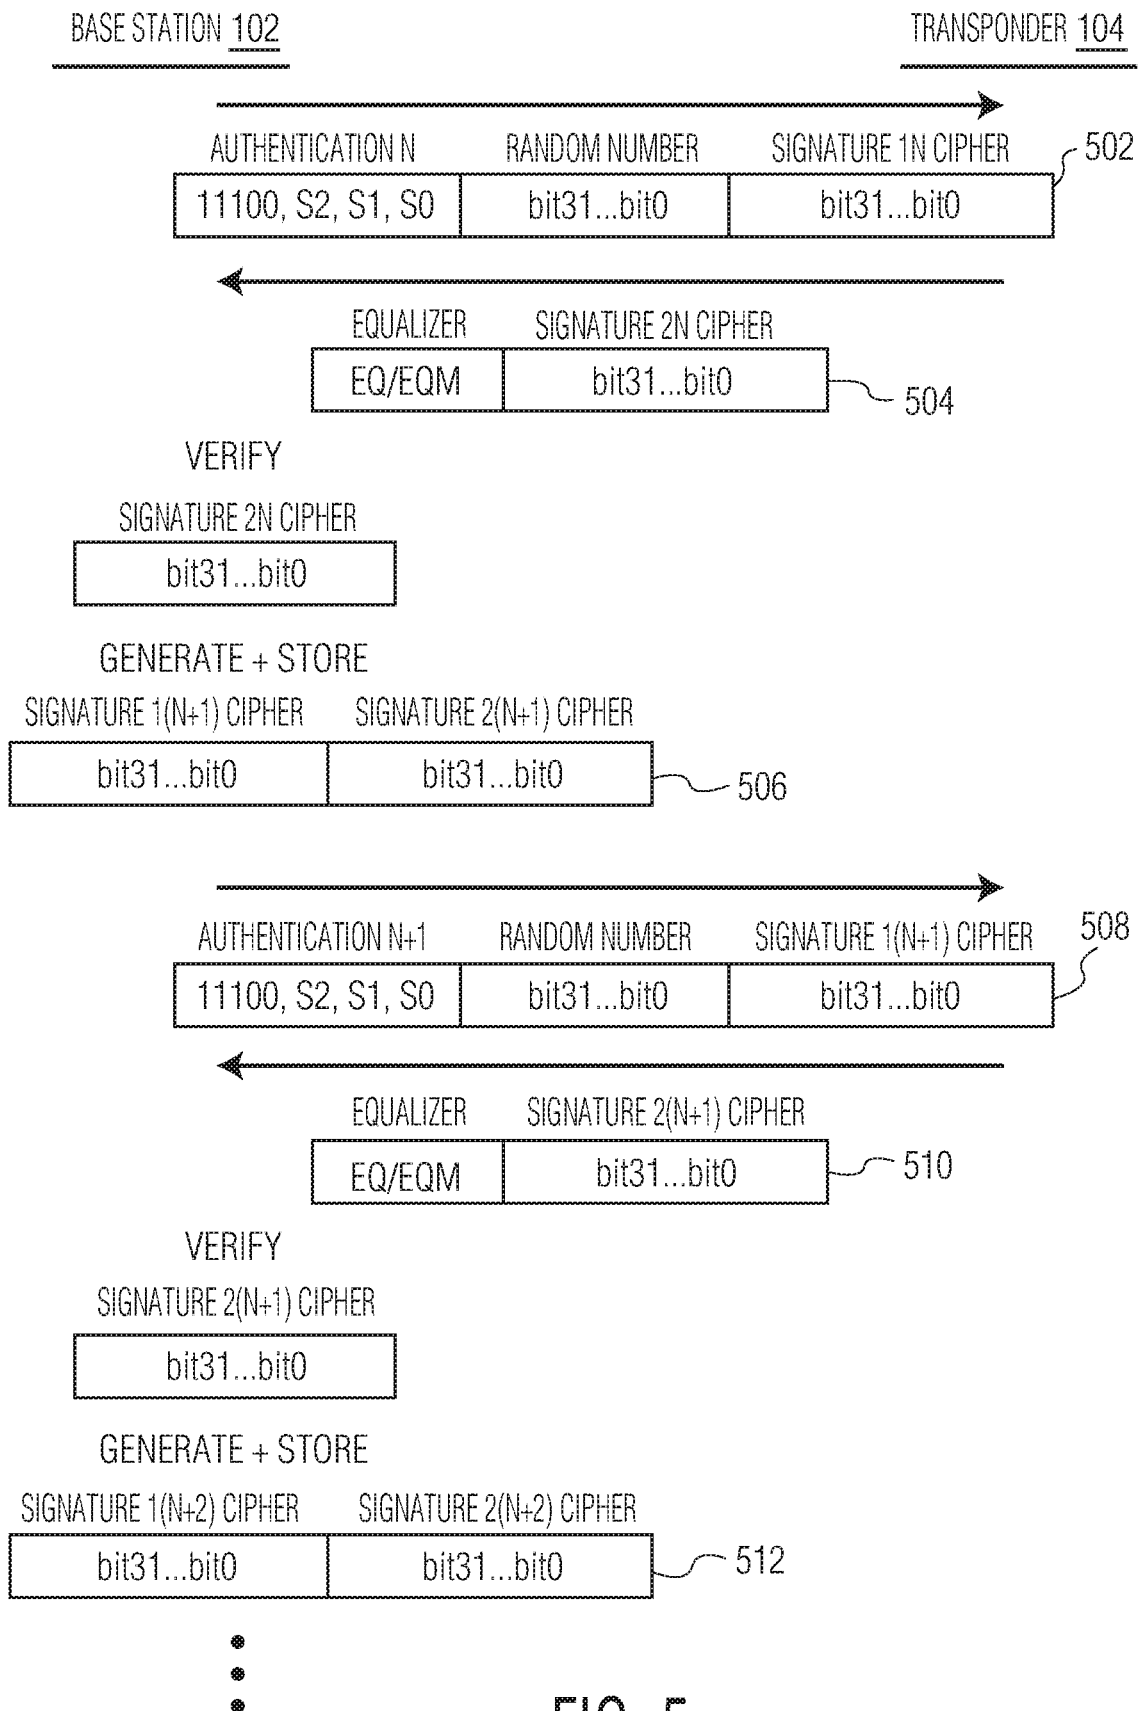 BASE STATION 102 TRANSPONDER 104
AUTHENTICATION N RANDOM NUMBER SIGNATURE 1N CIPHER 502
11100, S2, S1, S0 bit31...bit0 bit31...bit0
EQUALIZER SIGNATURE 2N CIPHER
EQ/EQM bit31...bit0 504
VERIFY
SIGNATURE 2N CIPHER
bit31...bit0
GENERATE + STORE
SIGNATURE 1(N+1) CIPHER SIGNATURE 2(N+1) CIPHER
bit31...bit0 bit31...bit0 506
AUTHENTICATION N+1 RANDOM NUMBER SIGNATURE 1(N+1) CIPHER 508
11100, S2, S1, S0 bit31...bit0 bit31...bit0
EQUALIZER SIGNATURE 2(N+1) CIPHER
EQ/EQM bit31...bit0 510
VERIFY
SIGNATURE 2(N+1) CIPHER
bit31...bit0
GENERATE + STORE
SIGNATURE 1(N+2) CIPHER SIGNATURE 2(N+2) CIPHER
bit31...bit0 bit31...bit0 512
FIG. 5